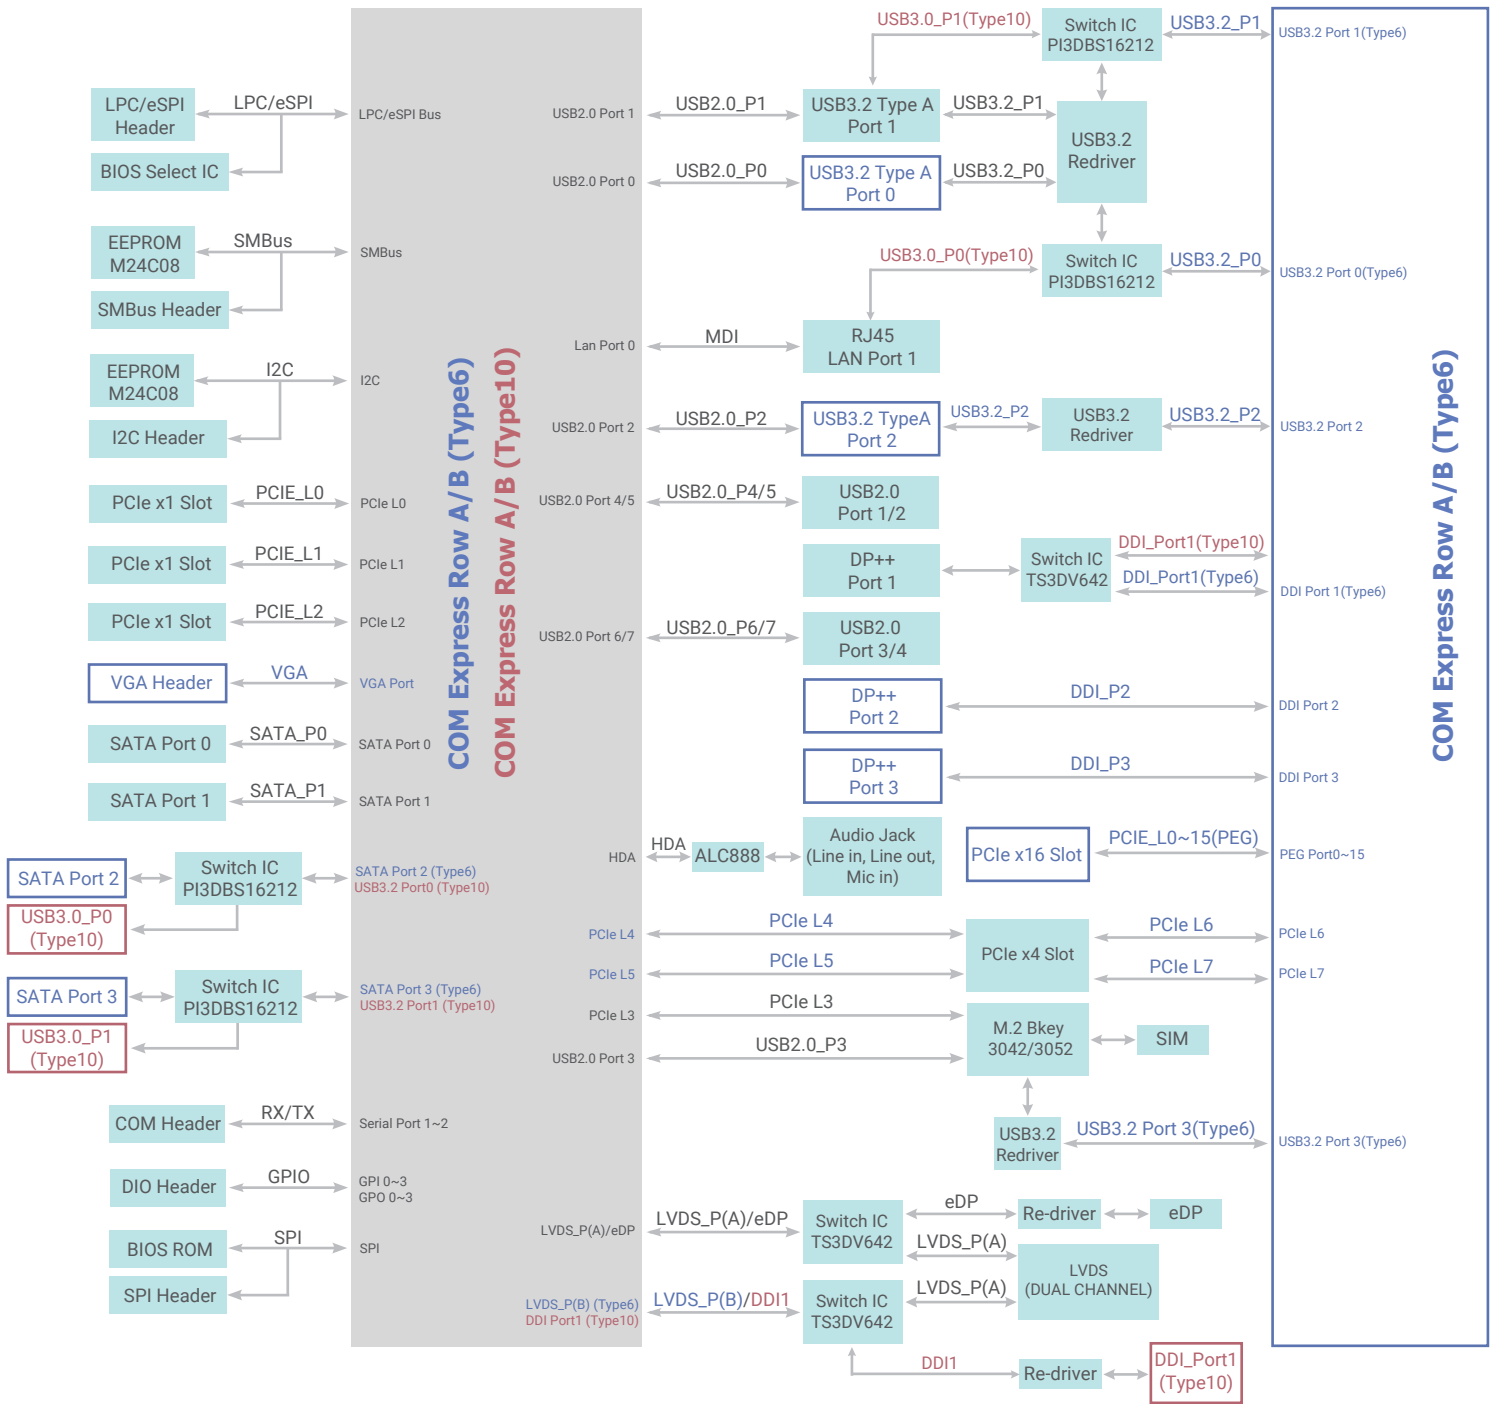 LPC/eSPI
Header
LPC/eSPI
LPC/eSPI Bus
BIOS Select IC
EEPROM
M24C08
SMBus
SMBus
SMBus Header
EEPROM
M24C08
I2C
I2C
I2C Header
PCIe x1 Slot
PCIE_L0
PCIe L0
PCIe x1 Slot
PCIE_L1
PCIe L1
PCIe x1 Slot
PCIE_L2
PCIe L2
VGA Header
VGA
VGA Port
SATA Port 0
SATA_P0
SATA Port 0
SATA Port 1
SATA_P1
SATA Port 1
SATA Port 2
Switch IC
PI3DBS16212
SATA Port 2 (Type6)
USB3.2 Port0 (Type10)
USB3.0_P0
(Type10)
SATA Port 3
Switch IC
PI3DBS16212
SATA Port 3 (Type6)
USB3.2 Port1 (Type10)
USB3.0_P1
(Type10)
COM Header
RX/TX
Serial Port 1~2
DIO Header
GPIO
GPI 0~3
GPO 0~3
BIOS ROM
SPI
SPI
SPI Header
COM Express Row A/B (Type6)
COM Express Row A/B (Type10)
USB3.0_P1(Type10)
Switch IC
PI3DBS16212
USB3.2_P1
USB3.2 Port 1(Type6)
USB2.0 Port 1
USB2.0_P1
USB3.2 Type A
Port 1
USB3.2_P1
USB3.2
Redriver
USB2.0 Port 0
USB2.0_P0
USB3.2 Type A
Port 0
USB3.2_P0
USB3.0_P0(Type10)
Switch IC
PI3DBS16212
USB3.2_P0
USB3.2 Port 0(Type6)
Lan Port 0
MDI
RJ45
LAN Port 1
USB2.0 Port 2
USB2.0_P2
USB3.2 TypeA
Port 2
USB3.2_P2
USB3.2
Redriver
USB3.2_P2
USB3.2 Port 2
USB2.0 Port 4/5
USB2.0_P4/5
USB2.0
Port 1/2
DP++
Port 1
Switch IC
TS3DV642
DDI_Port1(Type10)
DDI_Port1(Type6)
DDI Port 1(Type6)
USB2.0 Port 6/7
USB2.0_P6/7
USB2.0
Port 3/4
DP++
Port 2
DDI_P2
DDI Port 2
DP++
Port 3
DDI_P3
DDI Port 3
HDA
HDA
ALC888
Audio Jack
(Line in, Line out,
Mic in)
PCIe x16 Slot
PCIE_L0~15(PEG)
PEG Port0~15
PCIe L4
PCIe L4
PCIe L5
PCIe L5
PCIe x4 Slot
PCIe L6
PCIe L6
PCIe L7
PCIe L7
PCIe L3
PCIe L3
USB2.0 Port 3
USB2.0_P3
M.2 Bkey
3042/3052
SIM
USB3.2
Redriver
USB3.2 Port 3(Type6)
USB3.2 Port 3(Type6)
LVDS_P(A)/eDP
LVDS_P(A)/eDP
Switch IC
TS3DV642
eDP
Re-driver
eDP
LVDS_P(A)
LVDS
(DUAL CHANNEL)
LVDS_P(B) (Type6)
DDI Port1 (Type10)
LVDS_P(B)/DDI1
Switch IC
TS3DV642
LVDS_P(A)
DDI1
Re-driver
DDI_Port1
(Type10)
COM Express Row A/B (Type6)